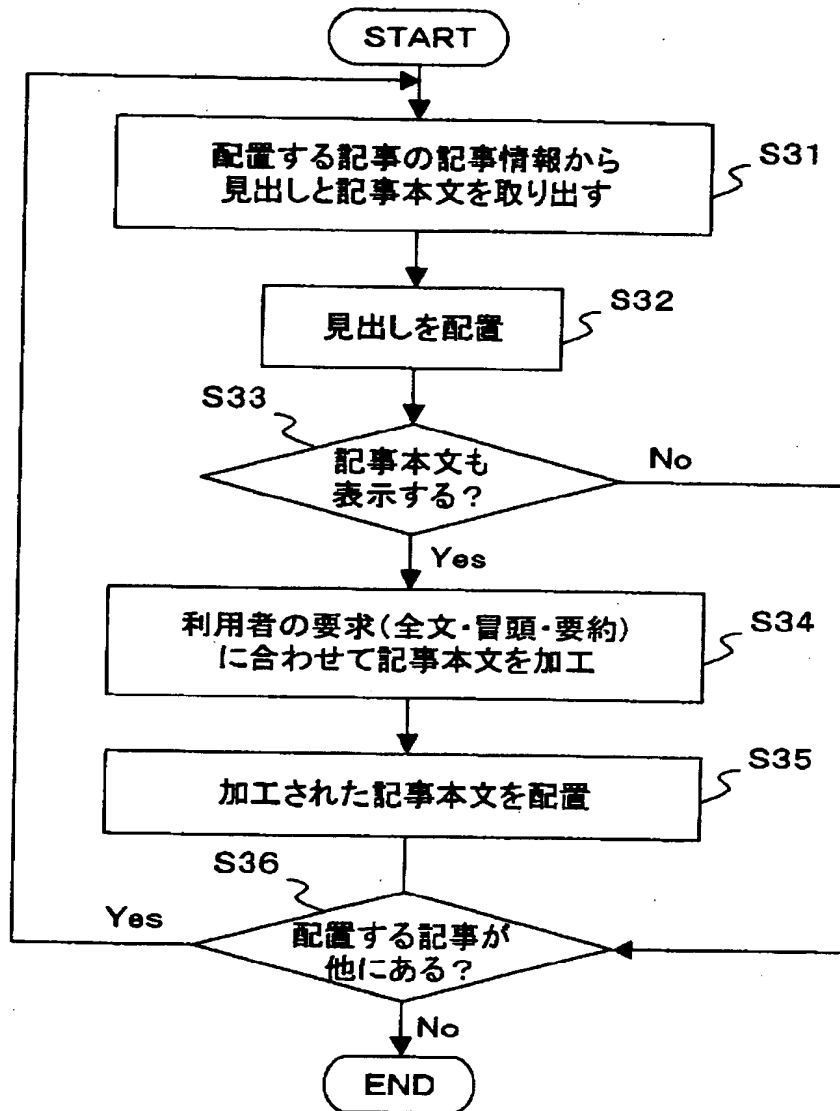 START
配置する記事の記事情報から
見出しと記事本文を取り出す
S31
見出しを配置
S32
S33
記事本文も
表示する?
No
Yes
利用者の要求(全文・冒頭・要約)
に合わせて記事本文を加工
S34
加工された記事本文を配置
S35
S36
Yes
配置する記事が
他にある?
No
END